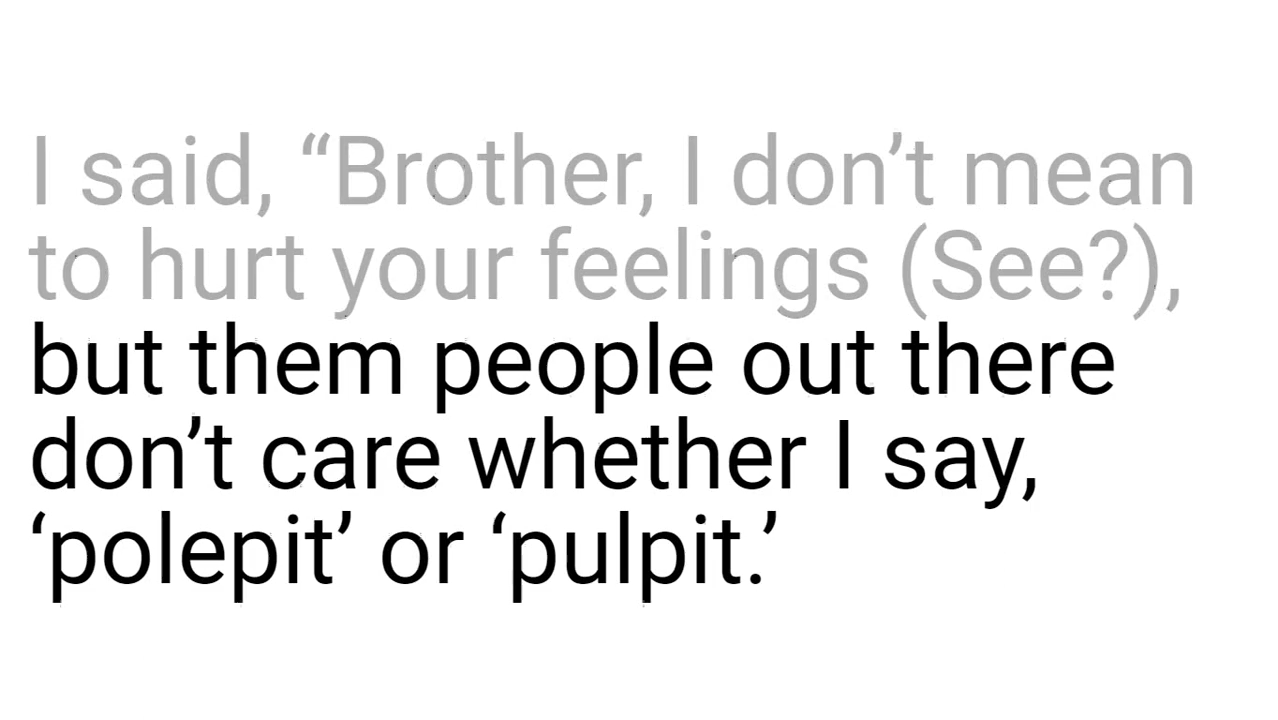 I said, “Brother, I don’t mean
to hurt your feelings (See?),
but them people out there
don’t care whether I say,
‘polepit’ or ‘pulpit.’